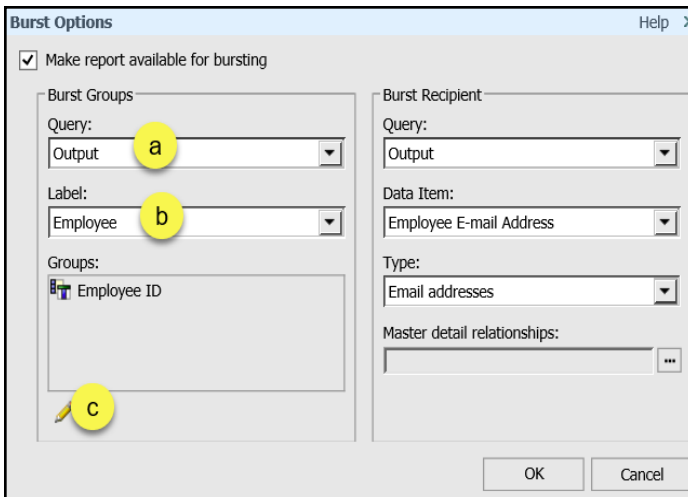 Burst Options
Help
Make report available for bursting
Burst Groups
Query:
Output
a
Label:
Employee
b
Groups:
Employee ID
c
Burst Recipient
Query:
Output
Data Item:
Employee E-mail Address
Type:
Email addresses
Master detail relationships:
...
OK
Cancel